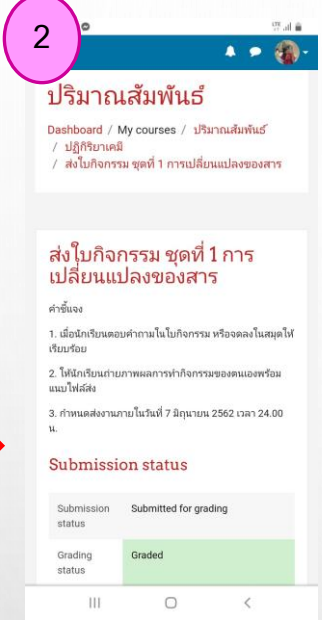 2
ปริมาณสัมพันธ์
Dashboard / My courses / ปริมาณสัมพันธ์
/ ปฏิกิริยาเคมี
/ ส่งใบกิจกรรม ชุดที่ 1 การเปลี่ยนแปลงของสาร
ส่งใบกิจกรรม ชุดที่ 1 การ
เปลี่ยนแปลงของสาร
คำชี้แจง
1. เมื่อนักเรียนตอบคำถามในใบกิจกรรม หรือจดลงในสมุดให้
เรียบร้อย
2. ให้นักเรียนถ่ายภาพผลการทำกิจกรรมของตนเองพร้อม
แนบไฟล์ส่ง
3. กำหนดส่งงานภายในวันที่ 7 มิถุนายน 2562 เวลา 24.00
น.
Submission status
Submission Submitted for grading
status
Grading Graded
status